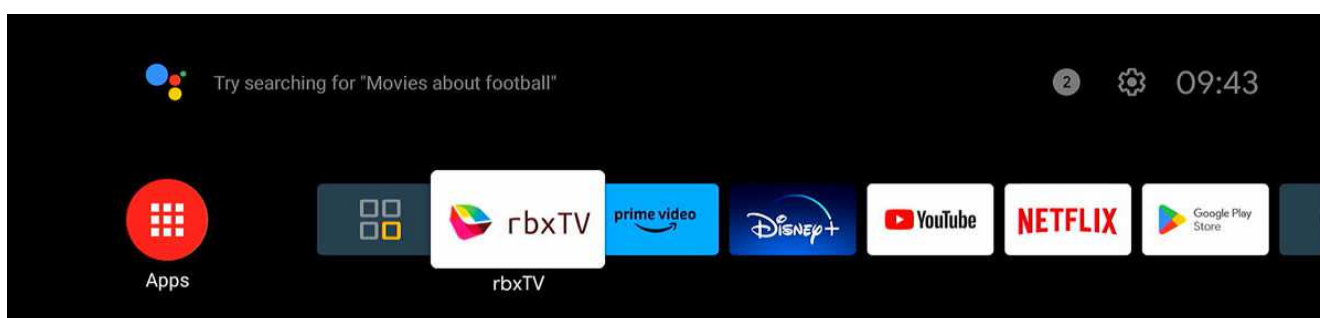 Try searching for "Movies about football"
2
09:43
rbxTV
prime video
Disney+
YouTube
NETFLIX
Google Play
Store
Apps
rbxTV